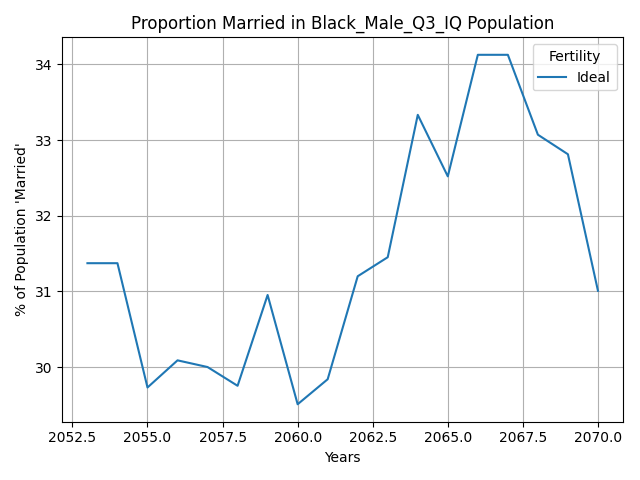 Proportion Married in Black_Male_Q3_IQ Population
Fertility
Ideal
% of Population 'Married'
34
33
32
31
30
2052.5 2055.0 2057.5 2060.0 2062.5 2065.0 2067.5 2070.0
Years